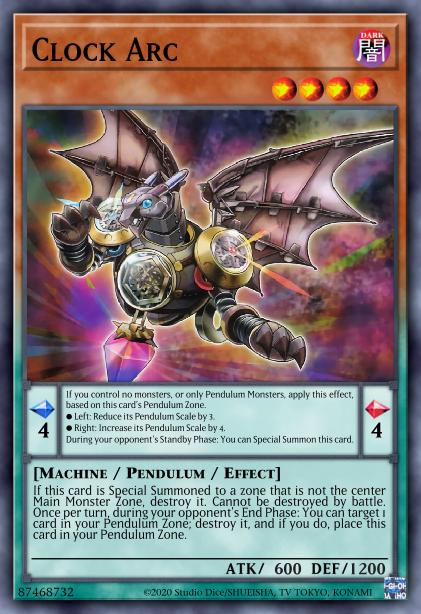 CLOCK ARC
DARK
闇
If you control no monsters, or only Pendulum Monsters, apply this effect,
based on this card's Pendulum Zone.
● Left: Reduce its Pendulum Scale by 3.
● Right: Increase its Pendulum Scale by 4.
During your opponent's Standby Phase: You can Special Summon this card.
4
4
[MACHINE / PENDULUM / EFFECT]
If this card is Special Summoned to a zone that is not the center
Main Monster Zone, destroy it. Cannot be destroyed by battle.
Once per turn, during your opponent's End Phase: You can target 1
card in your Pendulum Zone; destroy it, and if you do, place this
card in your Pendulum Zone.
ATK/ 600 DEF/1200
87468732
©2020 Studio Dice/SHUEISHA, TV TOKYO, KONAMI